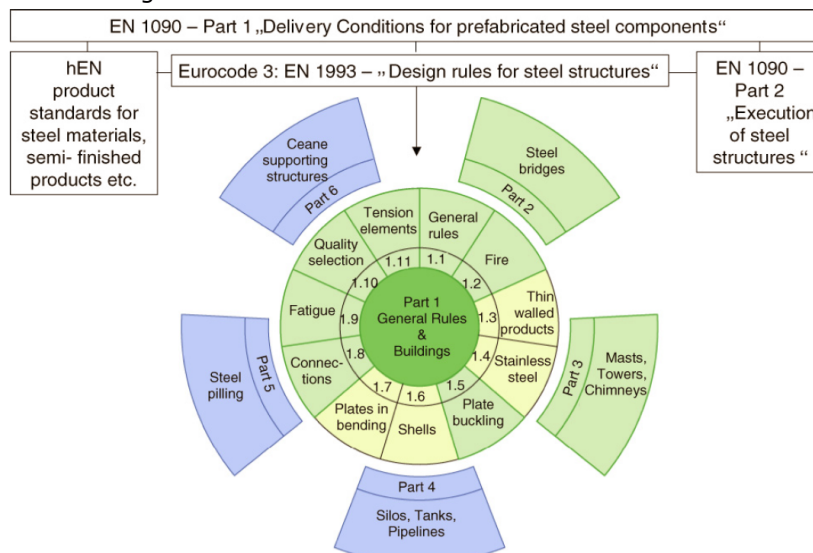 EN 1090 – Part 1 „Delivery Conditions for prefabricated steel components“
hEN
product
standards for
steel materials,
semi- finished
products etc.
Eurocode 3: EN 1993 – „ Design rules for steel structures“
EN 1090 –
Part 2
„Execution
of steel
structures “
Ceane
supporting
structures
Part 6
Steel
bridges
Part 2
Masts,
Towers,
Chimneys
Part 3
Part 4
Silos, Tanks,
Pipelines
Steel
pilling
Part 5
Part 1
General Rules
&
Buildings
General
rules
1.1
Fire
1.2
Thin
walled
products
1.3
Stainless
steel
1.4
Plate
buckling
1.5
Shells
1.6
Plates in
bending
1.7
Connec-
tions
1.8
Fatigue
1.9
Quality
selection
1.10
Tension
elements
1.11